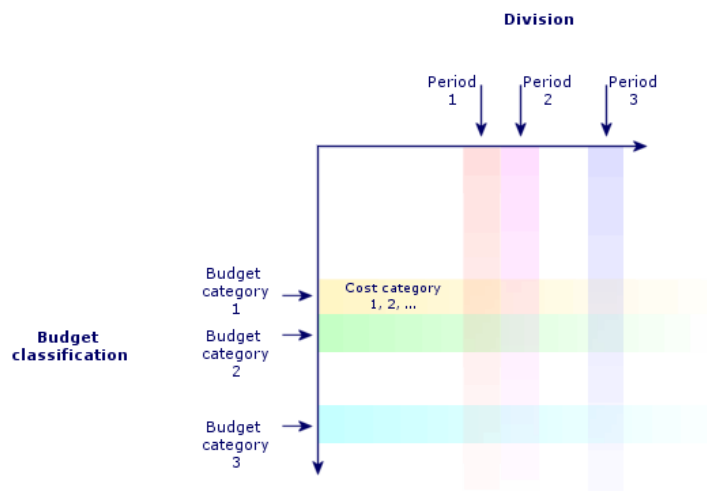 Division
Period
1
Period
2
Period
3
Budget
category
1
Cost category
1, 2, ...
Budget
classification
Budget
category
2
Budget
category
3